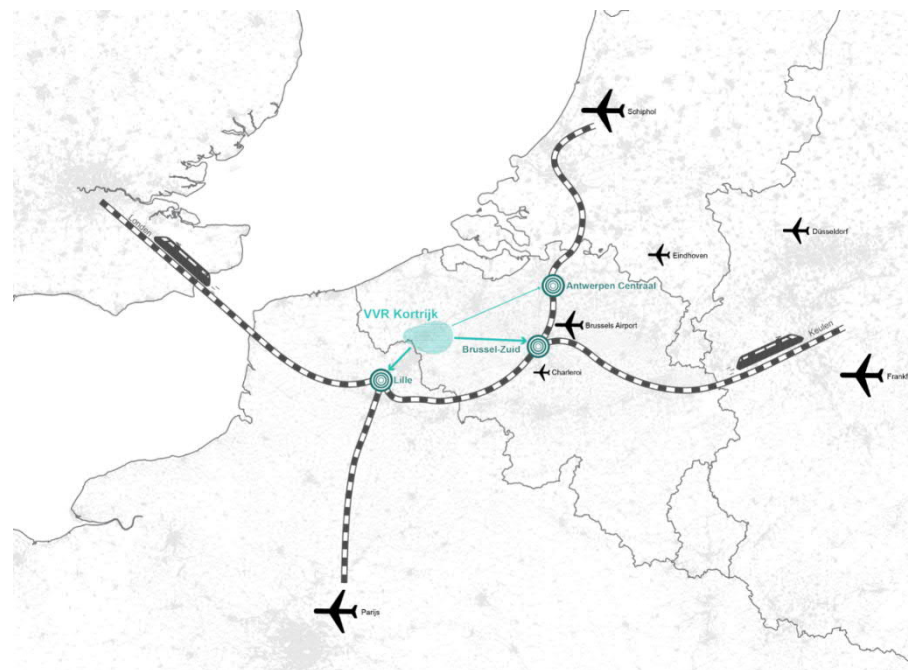 Schiphol
Londen
Düsseldorf
Eindhoven
Antwerpen Centraal
VVR Kortrijk
Brussels Airport
Keulen
Brussel-Zuid
Charleroi
Lille
Frankf
Parijs